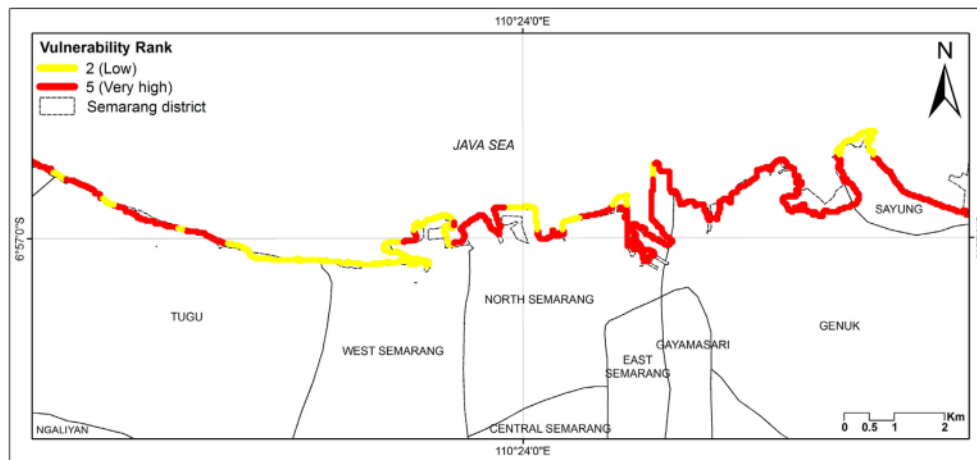 110°24'0"E
Vulnerability Rank
2 (Low)
5 (Very high)
Semarang district
N
JAVA SEA
SAYUNG
6°57'0"S
TUGU
NORTH SEMARANG
GENUK
WEST SEMARANG
GAYAMASARI
EAST
SEMARANG
NGALIYAN
CENTRAL SEMARANG
Km
0 0.5 1 2
110°24'0"E